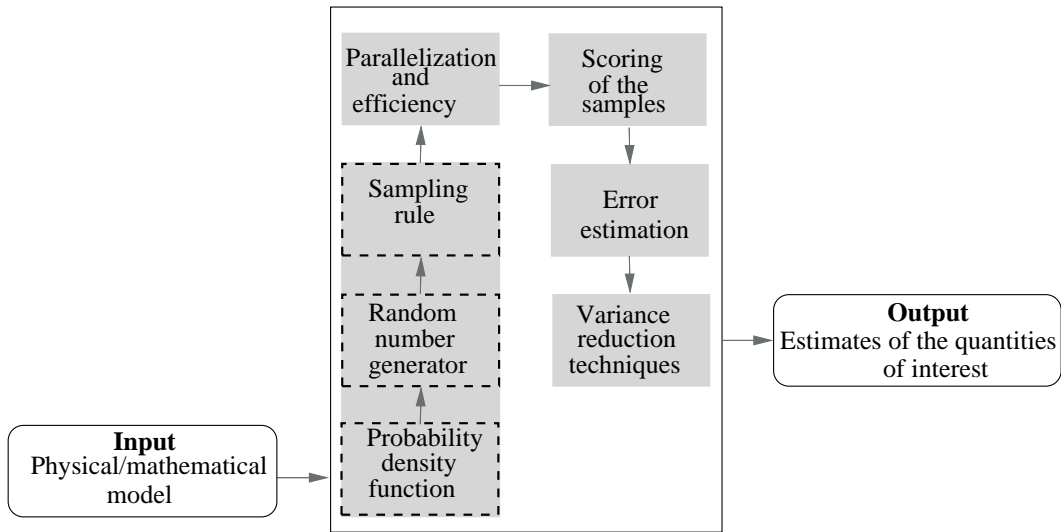 Parallelization
and
efficiency
Scoring
of the
samples
Sampling
rule
Error
estimation
Random
number
generator
Variance
reduction
techniques
Output
Estimates of the quantities
of interest
Input
Physical/mathematical
model
Probability
density
function